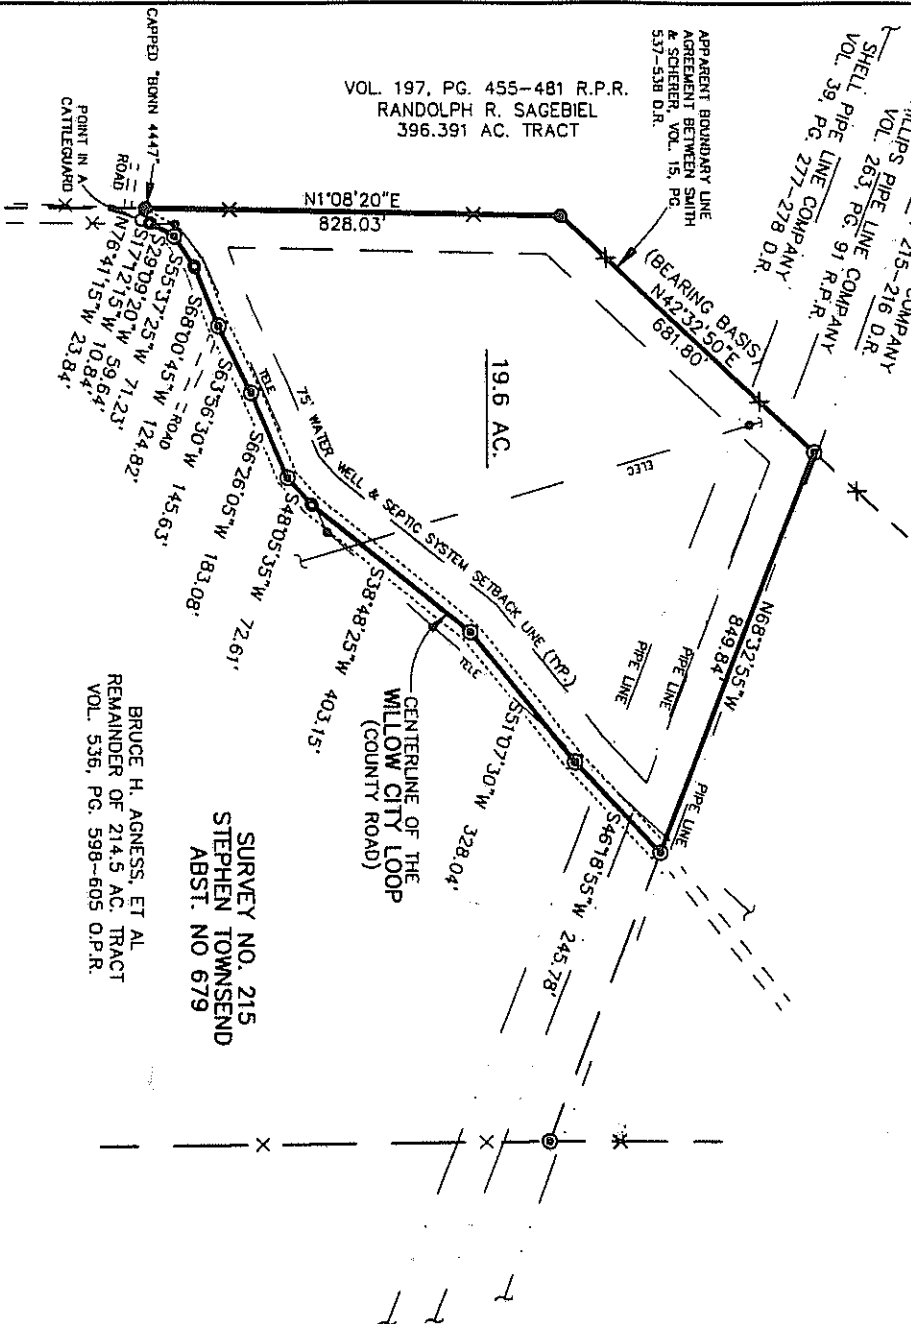 215-216 D.R.
COMPANY
PIPE LINE COMPANY
VOL. 263, PG. 91 R.P.R.
SHELL PIPE LINE COMPANY
VOL. 39, PG. 277-278 D.R.
APPARENT BOUNDARY LINE
AGREEMENT BETWEEN SMITH
& SCHERER, VOL. 15, PG.
537-538 D.R.
VOL. 197, PG. 455-481 R.P.R.
RANDOLPH R. SAGEBIEL
396.391 AC. TRACT
CAPPED "BONN 4447"
POINT IN A
CATTLEGUARD
ROAD
N1°08'20"E
828.03'
(BEARING BASIS)
N42°32'50"E
681.80'
N68°32'55"W
849.84'
PIPE LINE
PIPE LINE
PIPE LINE
19.6 AC.
ELEC
75' WATER WELL & SEPTIC SYSTEM SETBACK LINE (TYP.)
TELE
TELE
ROAD
N76°41'15"W 23.84'
S17°12'15"W 10.84'
S29°09'20"W 59.64'
S55°37'25"W 71.23'
S68°00'45"W 124.82'
S63°56'30"W 145.63'
S66°26'05"W 183.08'
S48°05'35"W 72.61'
S38°48'25"W 403.15'
S51°07'30"W 328.04'
S46°18'55"W 245.78'
CENTERLINE OF THE
WILLOW CITY LOOP
(COUNTY ROAD)
SURVEY NO. 215
STEPHEN TOWNSEND
ABST. NO 679
BRUCE H. AGNESS, ET AL
REMAINDER OF 214.5 AC. TRACT
VOL. 536, PG. 598-605 O.P.R.